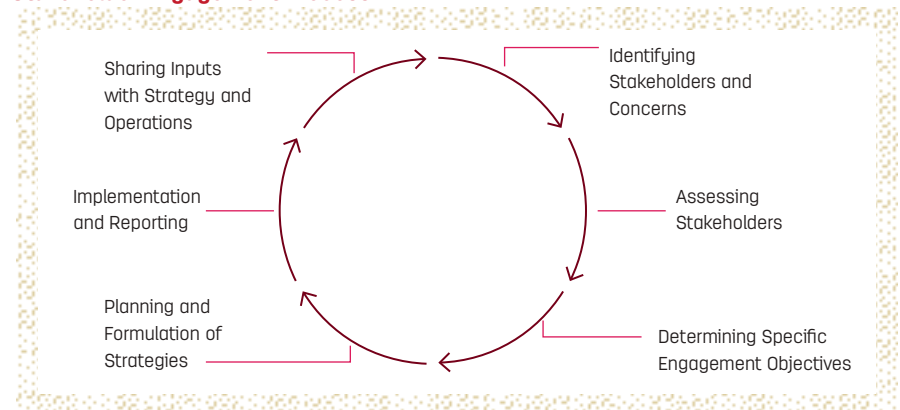 Identifying
Stakeholders and
Concerns
Assessing
Stakeholders
Determining Specific
Engagement Objectives
Planning and
Formulation of
Strategies
Implementation
and Reporting
Sharing Inputs
with Strategy and
Operations